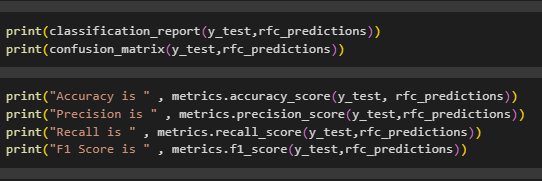 print(classification_report(y_test,rfc_predictions))
print(confusion_matrix(y_test,rfc_predictions))
print("Accuracy is " , metrics.accuracy_score(y_test, rfc_predictions))
print("Precision is " , metrics.precision_score(y_test,rfc_predictions))
print("Recall is " , metrics.recall_score(y_test,rfc_predictions))
print("F1 Score is " , metrics.f1_score(y_test,rfc_predictions))